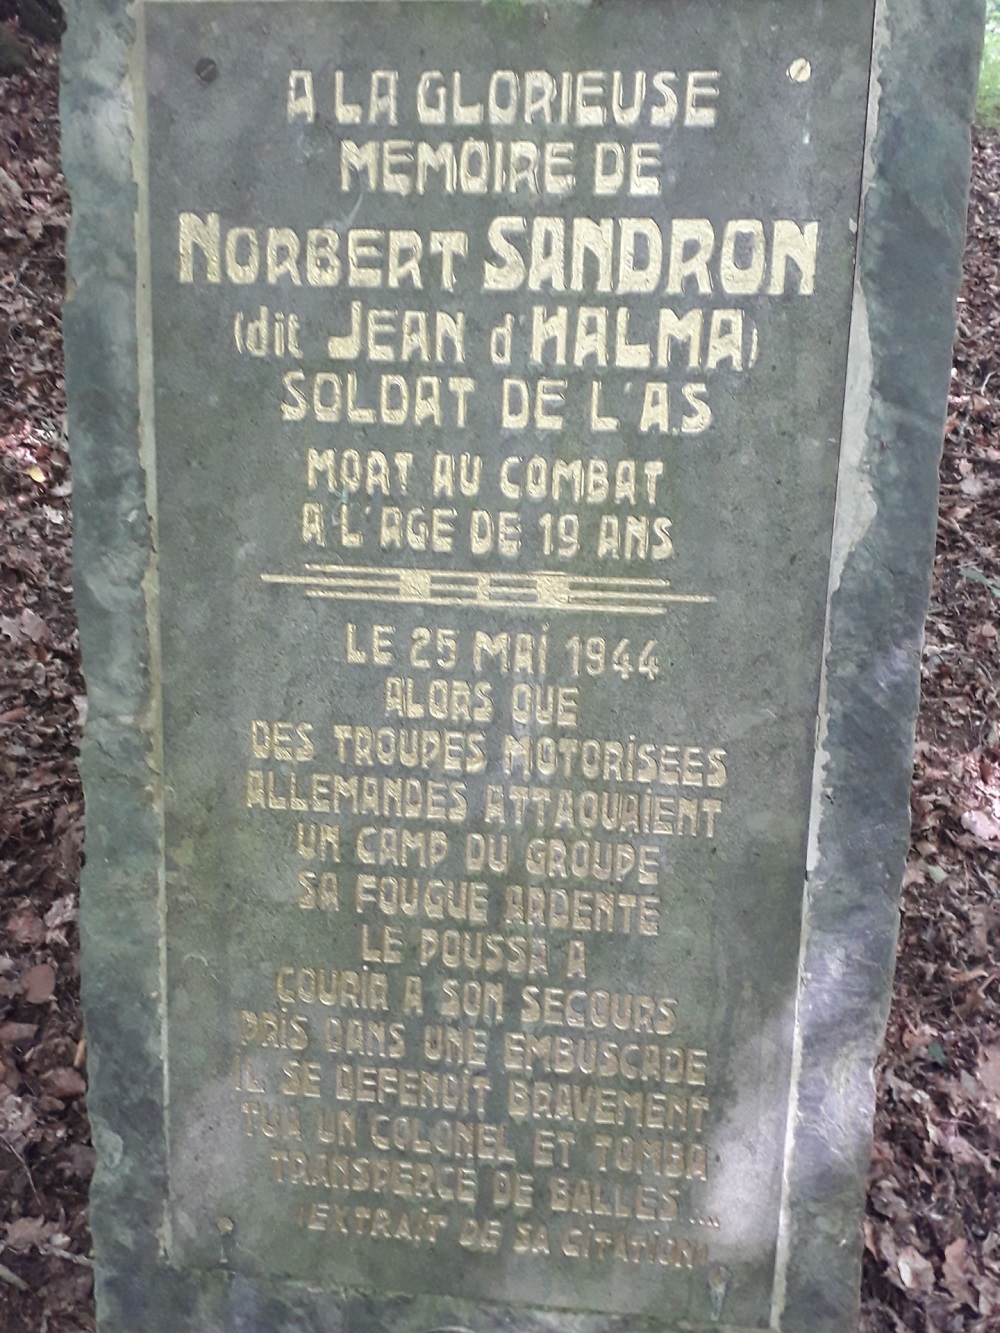 A LA GLORIEUSE
MEMOIRE DE
NORBERT SANDRON
(dit JEAN d'HALMA)
SOLDAT DE L'A.S
MORT AU COMBAT
A L'AGE DE 19 ANS
LE 25 MAI 1944
ALORS QUE
DES TROUPES MOTORISEES
ALLEMANDES ATTAQUAIENT
UN CAMP DU GROUPE
SA FOUGUE ARDENTE
LE POUSSA A
COURIR A SON SECOURS
PRIS DANS UNE EMBUSCADE
IL SE DEFENDIT BRAVEMENT
TUA UN COLONEL ET TOMBA
TRANSPERCE DE BALLES ....
(EXTRAIT DE SA CITATION)